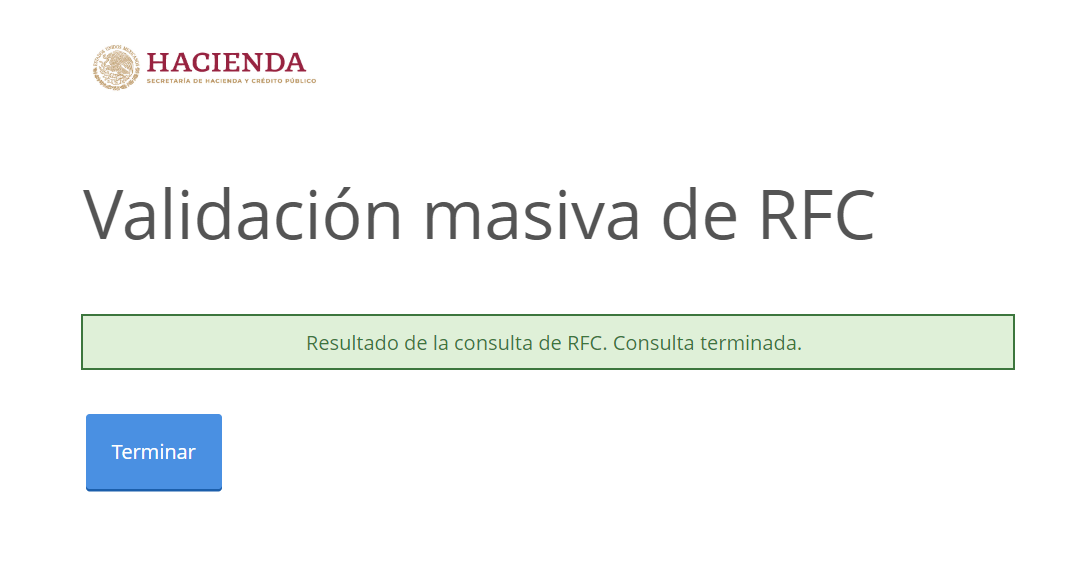 HACIENDA
SECRETARÍA DE HACIENDA Y CRÉDITO PÚBLICO
Validación masiva de RFC
Resultado de la consulta de RFC. Consulta terminada.
Terminar